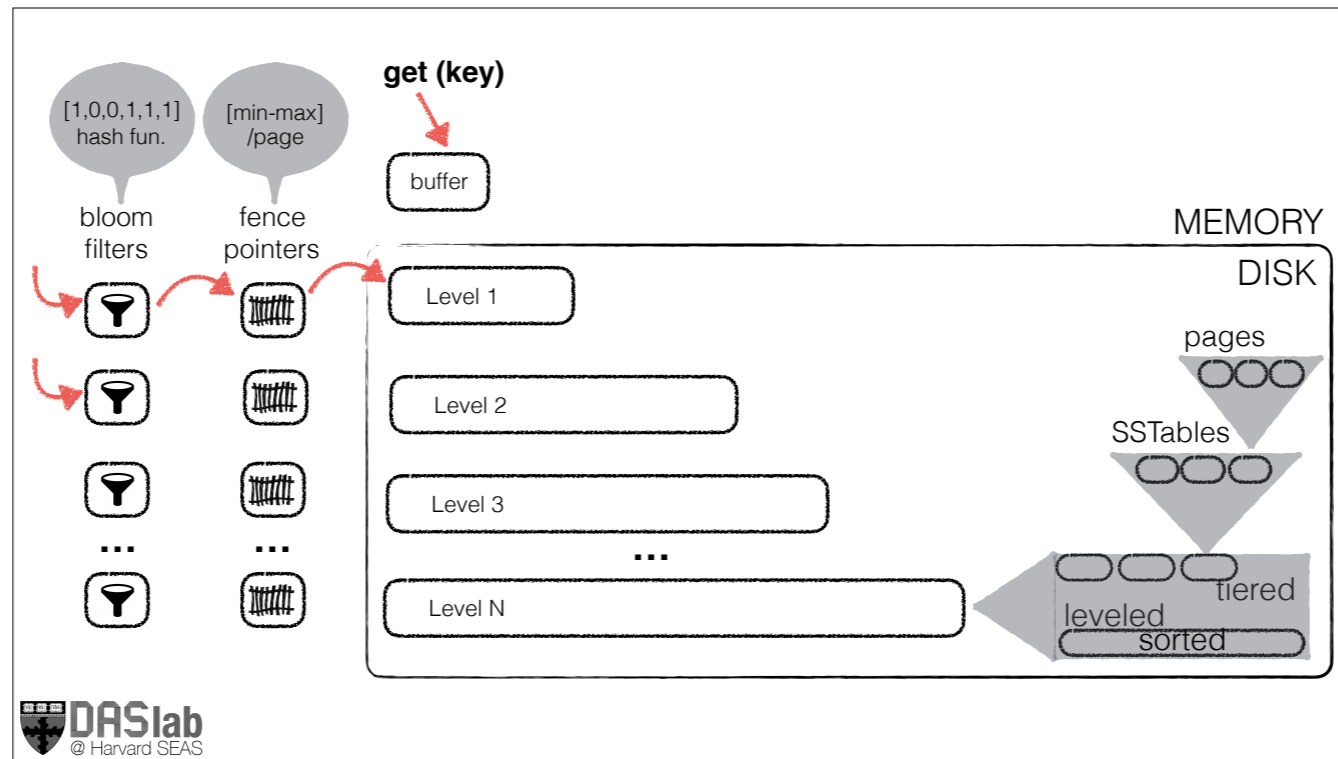 get (key)
[1,0,0,1,1,1]
hash fun.
[min-max]
/page
buffer
bloom
filters
fence
pointers
MEMORY
DISK
Level 1
pages
Level 2
SSTables
Level 3
...
...
...
Level N
tiered
leveled
sorted
DASlab
@ Harvard SEAS